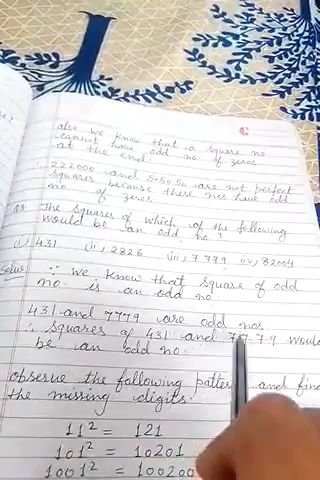 also we know that a square no
cannot have odd no of zeros
at the end
∴ 222000 and 505050 are not perfect
squares because these nos have odd
no of zeros.
Q3. The squares of which of the following
would be an odd no?
(i) 431 (ii) 2826 (iii) 7779 (iv) 82004
Solve ∵ we know that square of odd
no. is an odd no
431 and 7779 are odd nos
∴ squares of 431 and 7779 would
be an odd no.
observe the following patter and fin
the missing digits.
11² = 121
101² = 10201
1001² = 100200